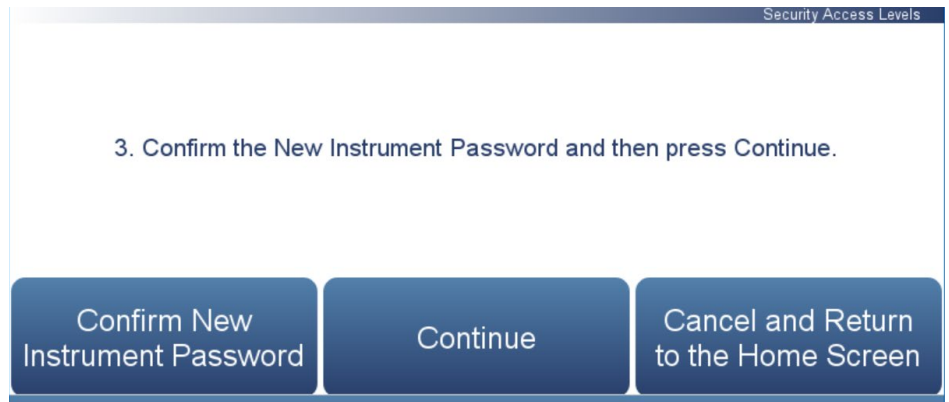 Security Access Levels
3. Confirm the New Instrument Password and then press Continue.
Confirm New
Instrument Password
Continue
Cancel and Return
to the Home Screen